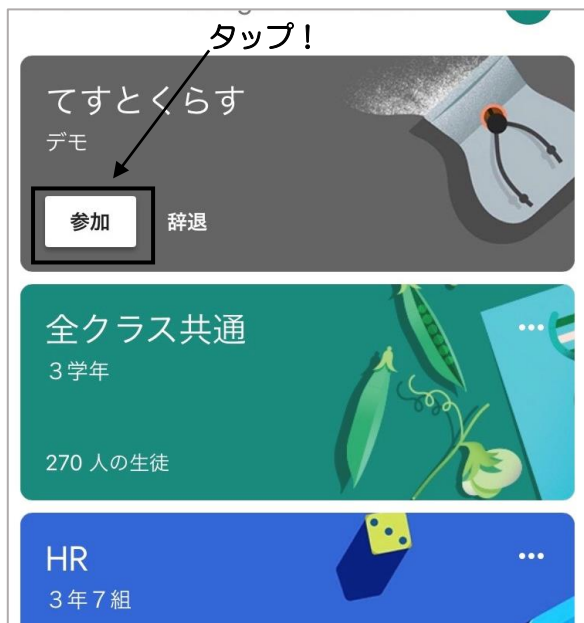 タップ！
てすとくらす
デモ
参加 辞退
全クラス共通
３学年
270 人の生徒
HR
３年７組